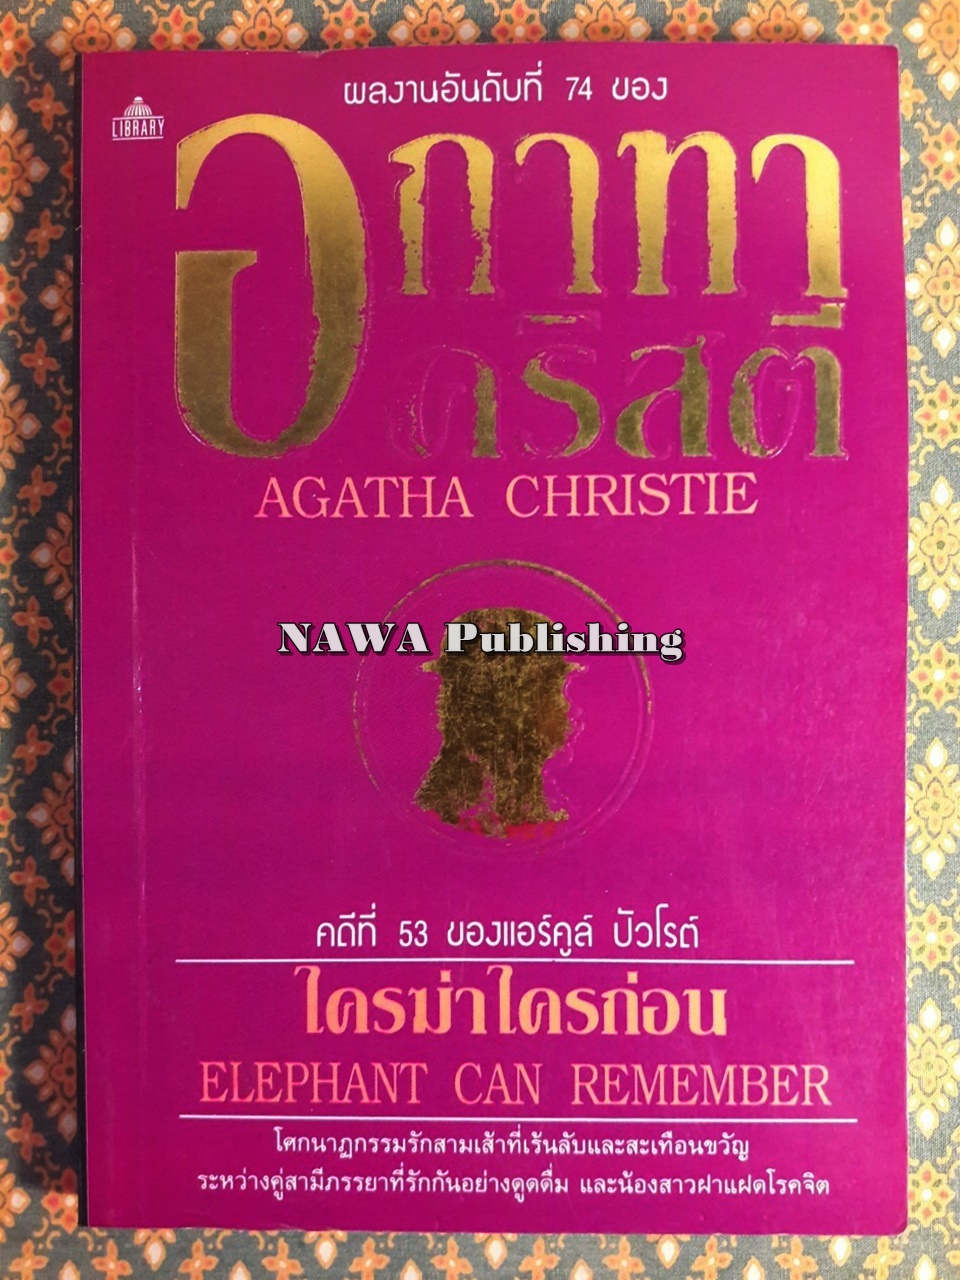 ผลงานอันดับที่ 74 ของ
LIBRARY
อกาทา
คริสตี
AGATHA CHRISTIE
NAWA Publishing
คดีที่ 53 ของแอร์คูล์ ปัวโรต์
ใครฆ่าใครก่อน
ELEPHANT CAN REMEMBER
โศกนาฏกรรมรักสามเส้าที่เร้นลับและสะเทือนขวัญ
ระหว่างคู่สามีภรรยาที่รักกันอย่างดูดดื่ม และน้องสาวฝาแฝดโรคจิต